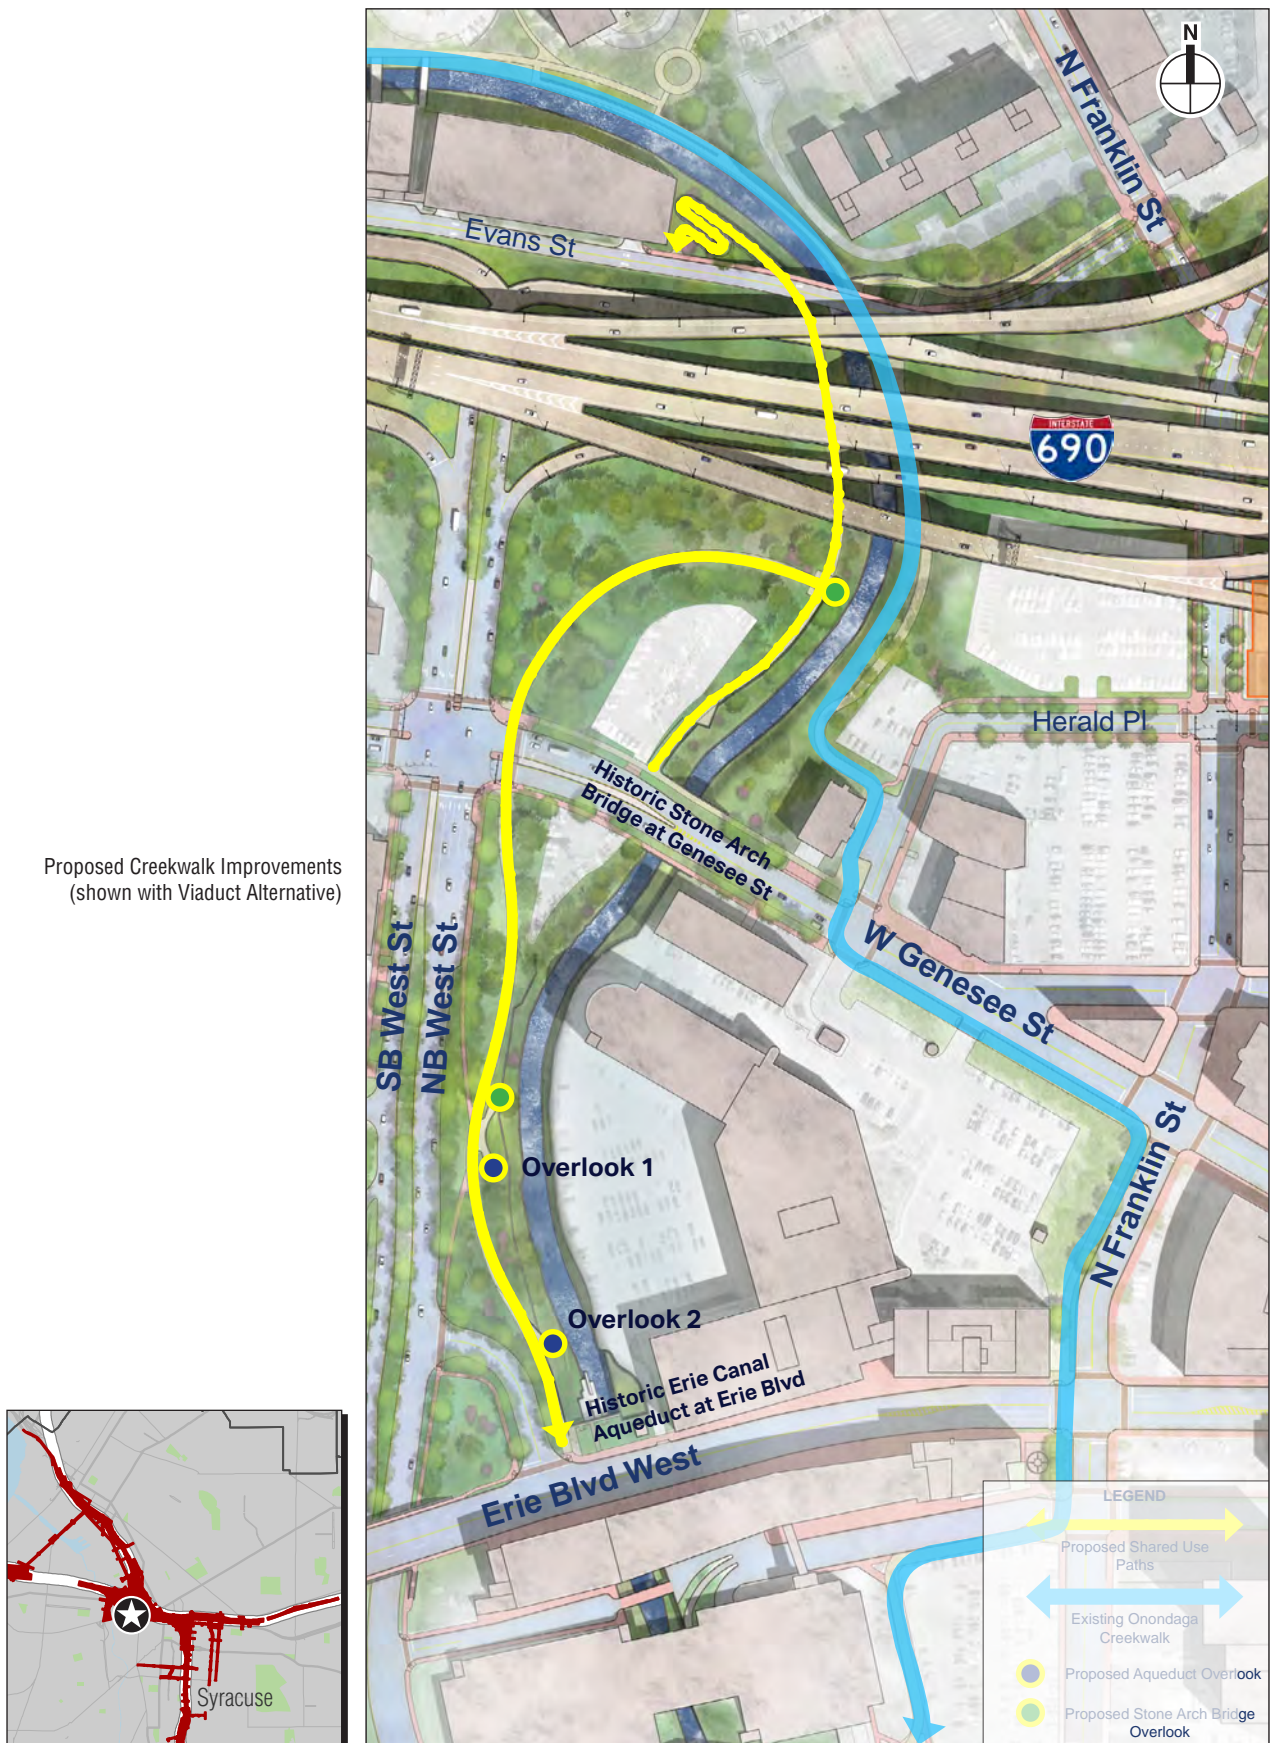 N
N Franklin St
Evans St
INTERSTATE
690
Herald Pl
Historic Stone Arch
Bridge at Genesee St
Proposed Creekwalk Improvements
(shown with Viaduct Alternative)
SB West St
NB West St
W Genesee St
N Franklin St
Overlook 1
Overlook 2
Historic Erie Canal
Aqueduct at Erie Blvd
Erie Blvd West
LEGEND
Proposed Shared Use
Paths
Existing Onondaga
Creekwalk
Proposed Aqueduct Overlook
Proposed Stone Arch Bridge
Overlook
Syracuse